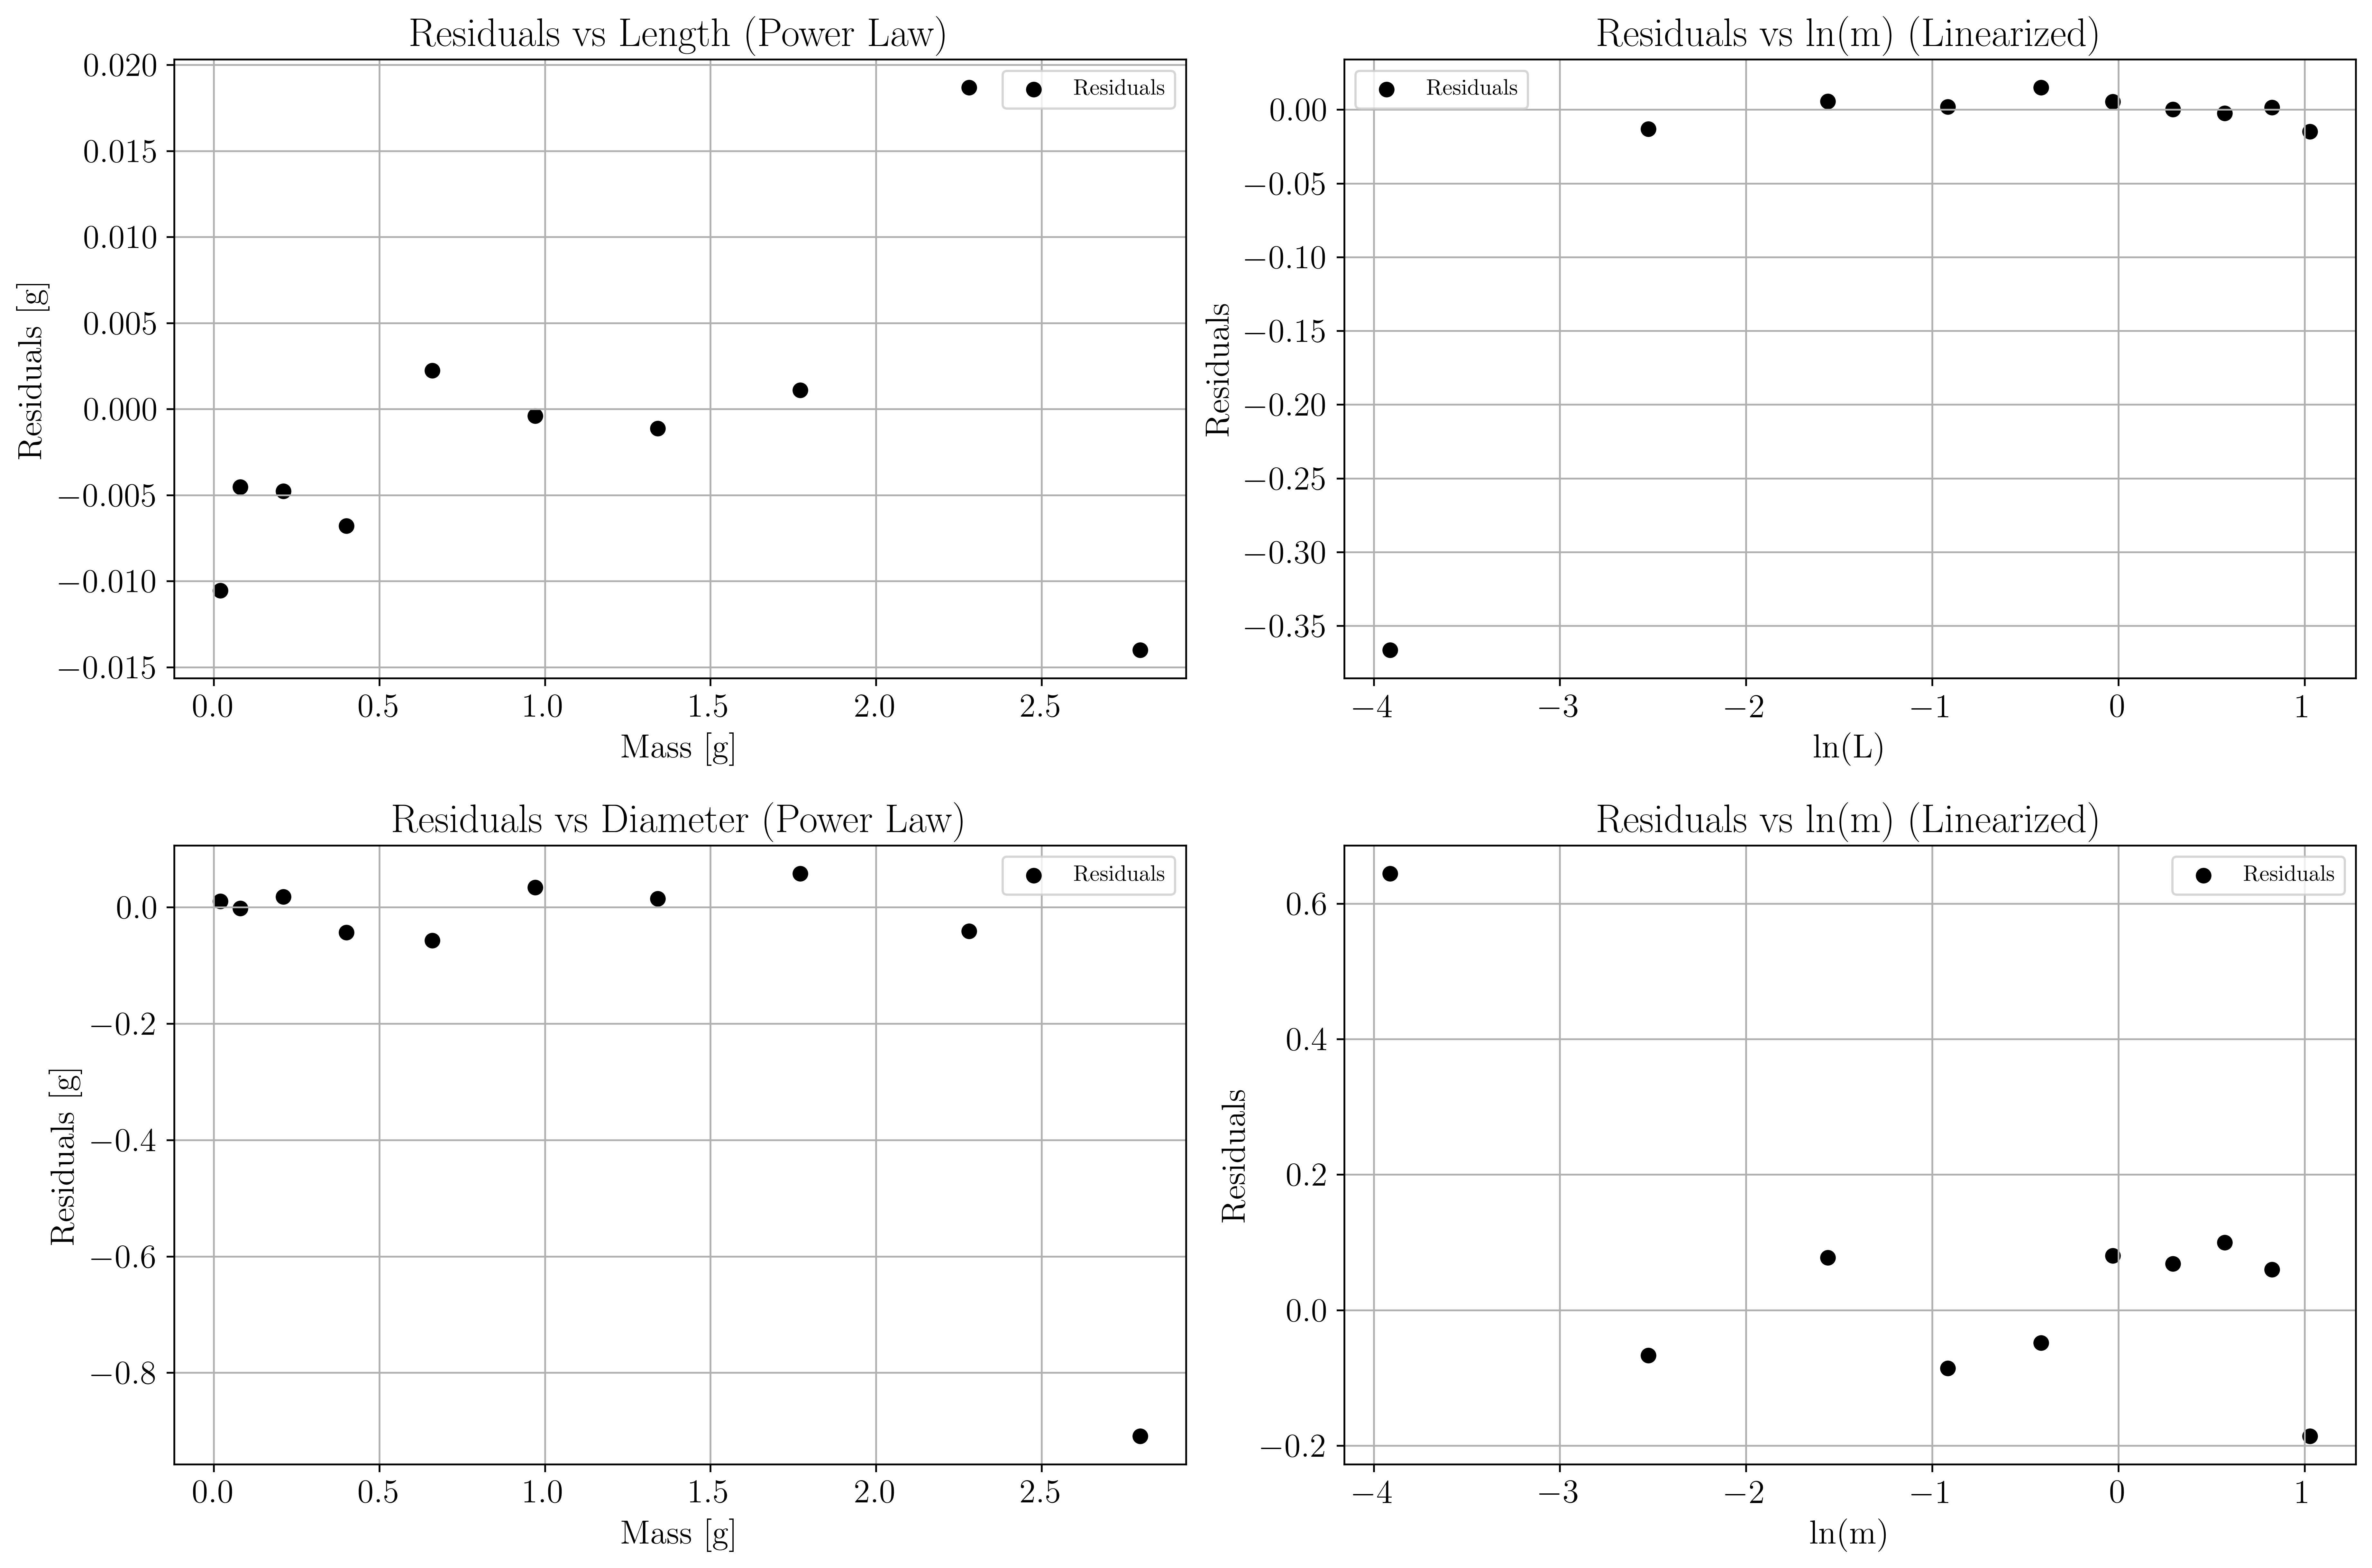 Residuals vs Length (Power Law)
0.020
0.015
0.010
0.005
0.000
−0.005
−0.010
−0.015
Residuals [g]
Residuals
0.0 0.5 1.0 1.5 2.0 2.5
Mass [g]
Residuals vs ln(m) (Linearized)
0.00
−0.05
−0.10
−0.15
−0.20
−0.25
−0.30
−0.35
Residuals
Residuals
−4 −3 −2 −1 0 1
ln(L)
Residuals vs Diameter (Power Law)
0.0
−0.2
−0.4
−0.6
−0.8
Residuals [g]
Residuals
0.0 0.5 1.0 1.5 2.0 2.5
Mass [g]
Residuals vs ln(m) (Linearized)
0.6
0.4
0.2
0.0
−0.2
Residuals
Residuals
−4 −3 −2 −1 0 1
ln(m)